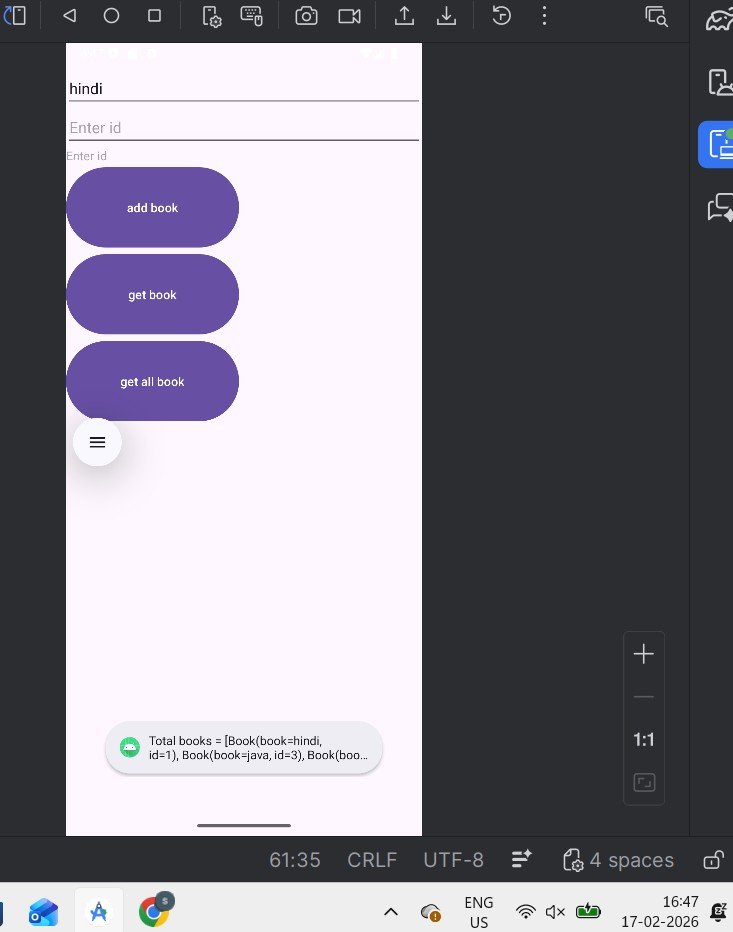 hindi
Enter id
Enter id
add book
get book
get all book
Total books = [Book(book=hindi,
id=1), Book(book=java, id=3), Book(boo...
1:1
61:35 CRLF UTF-8 4 spaces
S
ENG
US
16:47
17-02-2026